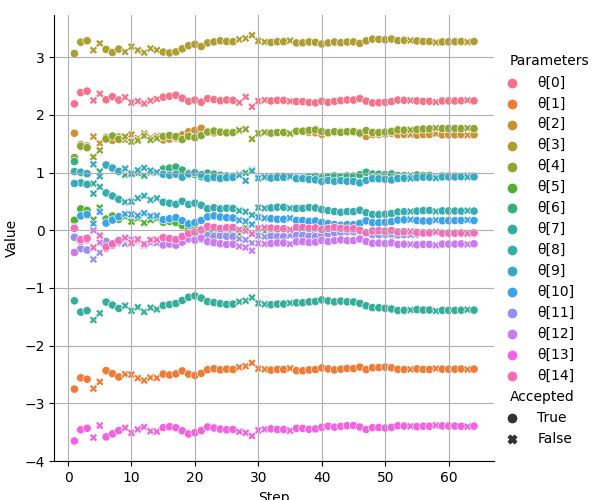 Parameters
θ[0]
θ[1]
θ[2]
θ[3]
θ[4]
θ[5]
θ[6]
θ[7]
θ[8]
θ[9]
θ[10]
θ[11]
θ[12]
θ[13]
θ[14]
Accepted
True
False
Value
3
2
1
0
−1
−2
−3
−4
0
10
20
30
40
50
60
Step